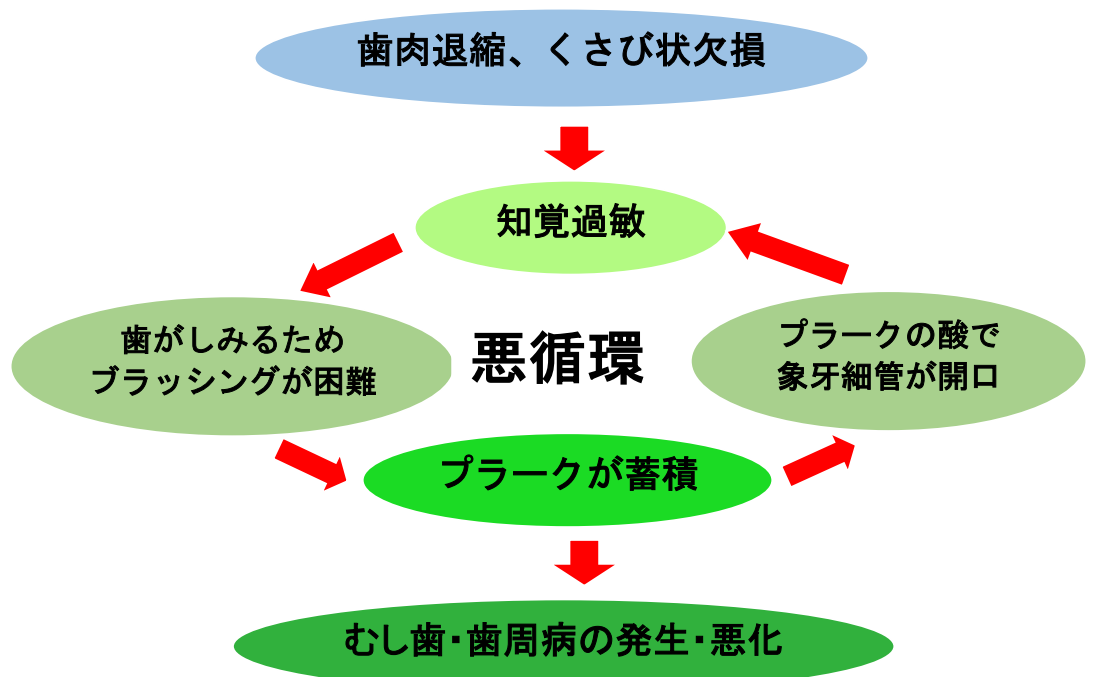 歯肉退縮、くさび状欠損
知覚過敏
歯がしみるため
ブラッシングが困難
悪循環
プラークの酸で
象牙細管が開口
プラークが蓄積
むし歯・歯周病の発生・悪化